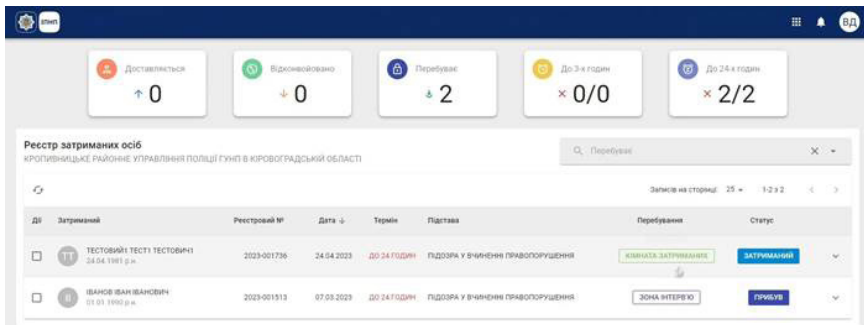 ІПНП
ВД
Доставляється
0
Відконвойовано
0
Перебуває
2
До 3-х годин
0/0
До 24-х годин
2/2
Реєстр затриманих осіб
КРОПИВНИЦЬКЕ РАЙОННЕ УПРАВЛІННЯ ПОЛІЦІЇ ГУНП В КІРОВОГРАДСЬКІЙ ОБЛАСТІ
Перебуває
Записів на сторінці: 25 1-2 з 2
Дії Затриманий Реєстровий № Дата Термін Підстава Перебування Статус
ТТ ТЕСТОВИЙ1 ТЕСТ1 ТЕСТОВИЧ1 2023-001736 24.04.2023 ДО 24 ГОДИН ПІДОЗРА У ВЧИНЕННІ ПРАВОПОРУШЕННЯ КІМНАТА ЗАТРИМАНИХ ЗАТРИМАНИЙ
24.04.1981 р.н.
ІІ ІВАНОВ ІВАН ІВАНОВИЧ 2023-001513 07.03.2023 ДО 24 ГОДИН ПІДОЗРА У ВЧИНЕННІ ПРАВОПОРУШЕННЯ ЗОНА ІНТЕРВ'Ю ПРИБУВ
01.01.1990 р.н.